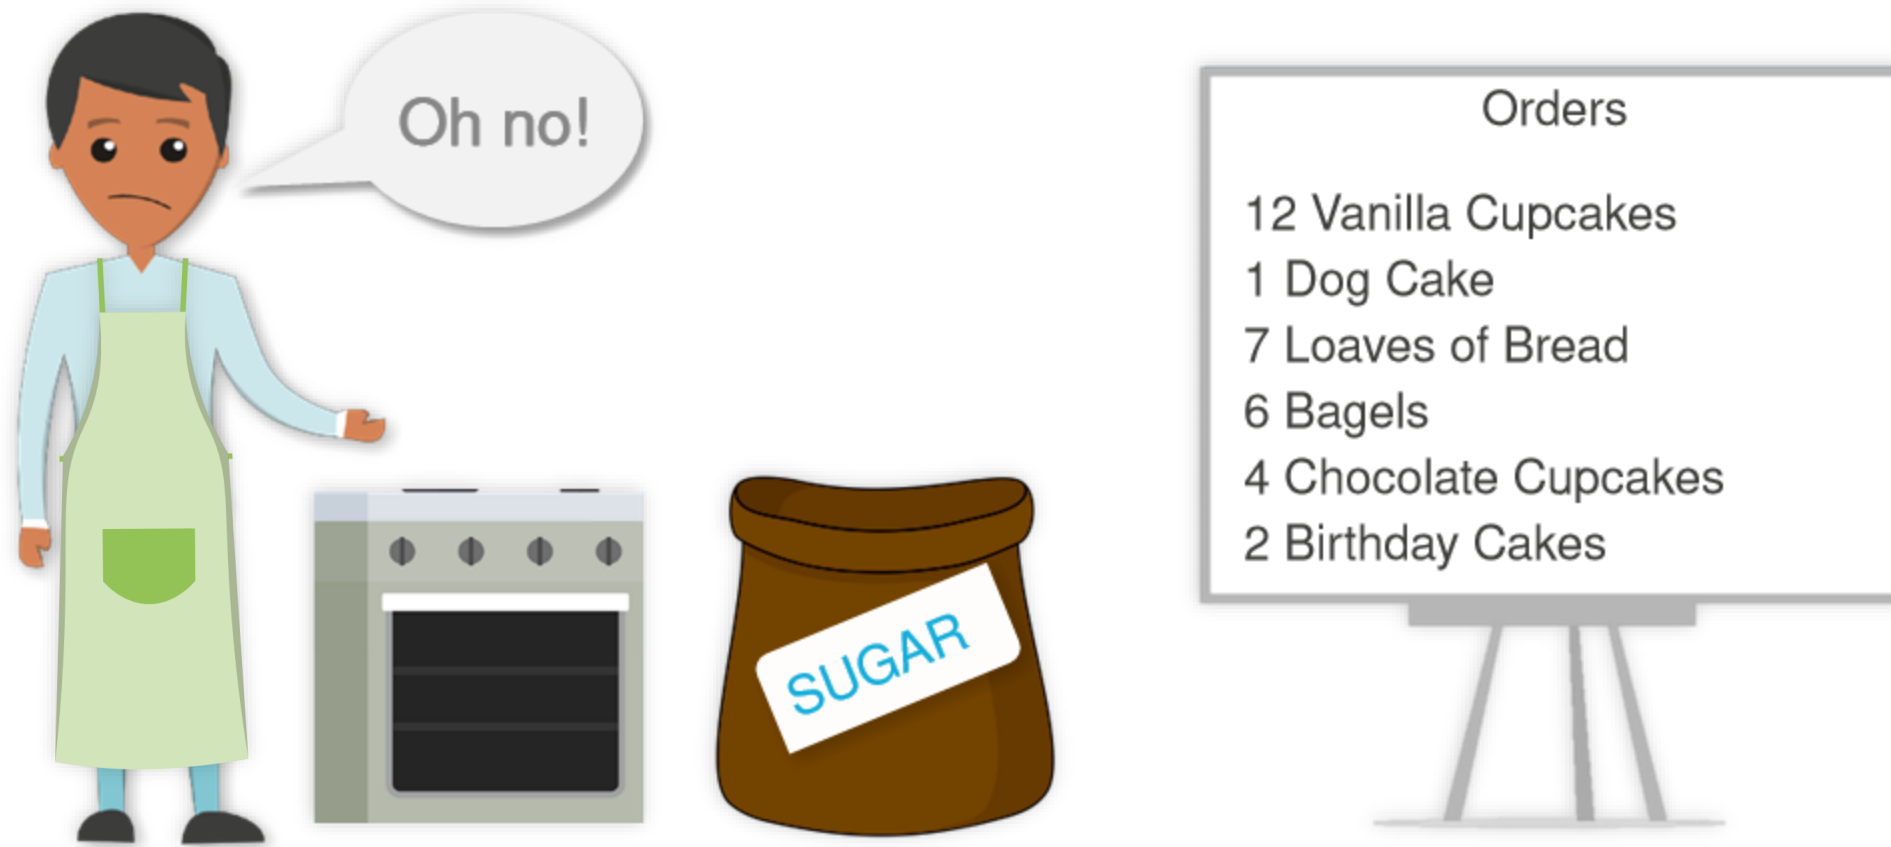 Oh no!
Orders
12 Vanilla Cupcakes
1 Dog Cake
7 Loaves of Bread
6 Bagels
4 Chocolate Cupcakes
2 Birthday Cakes
SUGAR